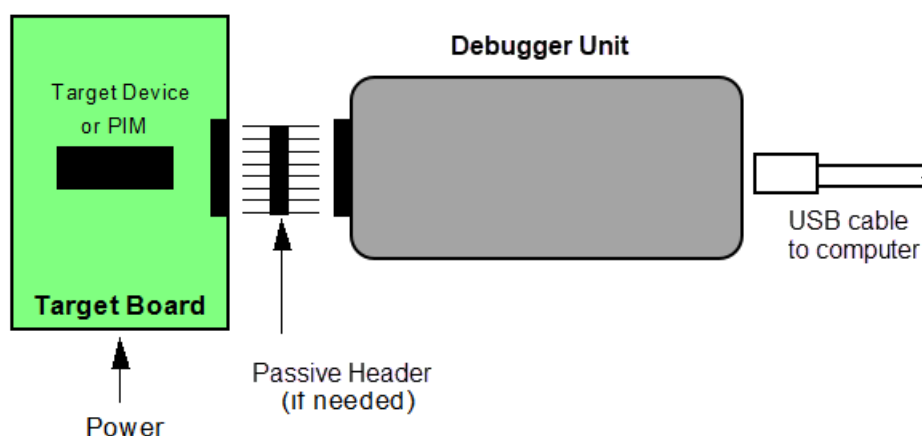 Debugger Unit
Target Device
or PIM
USB cable
to computer
Target Board
Passive Header
(if needed)
Power